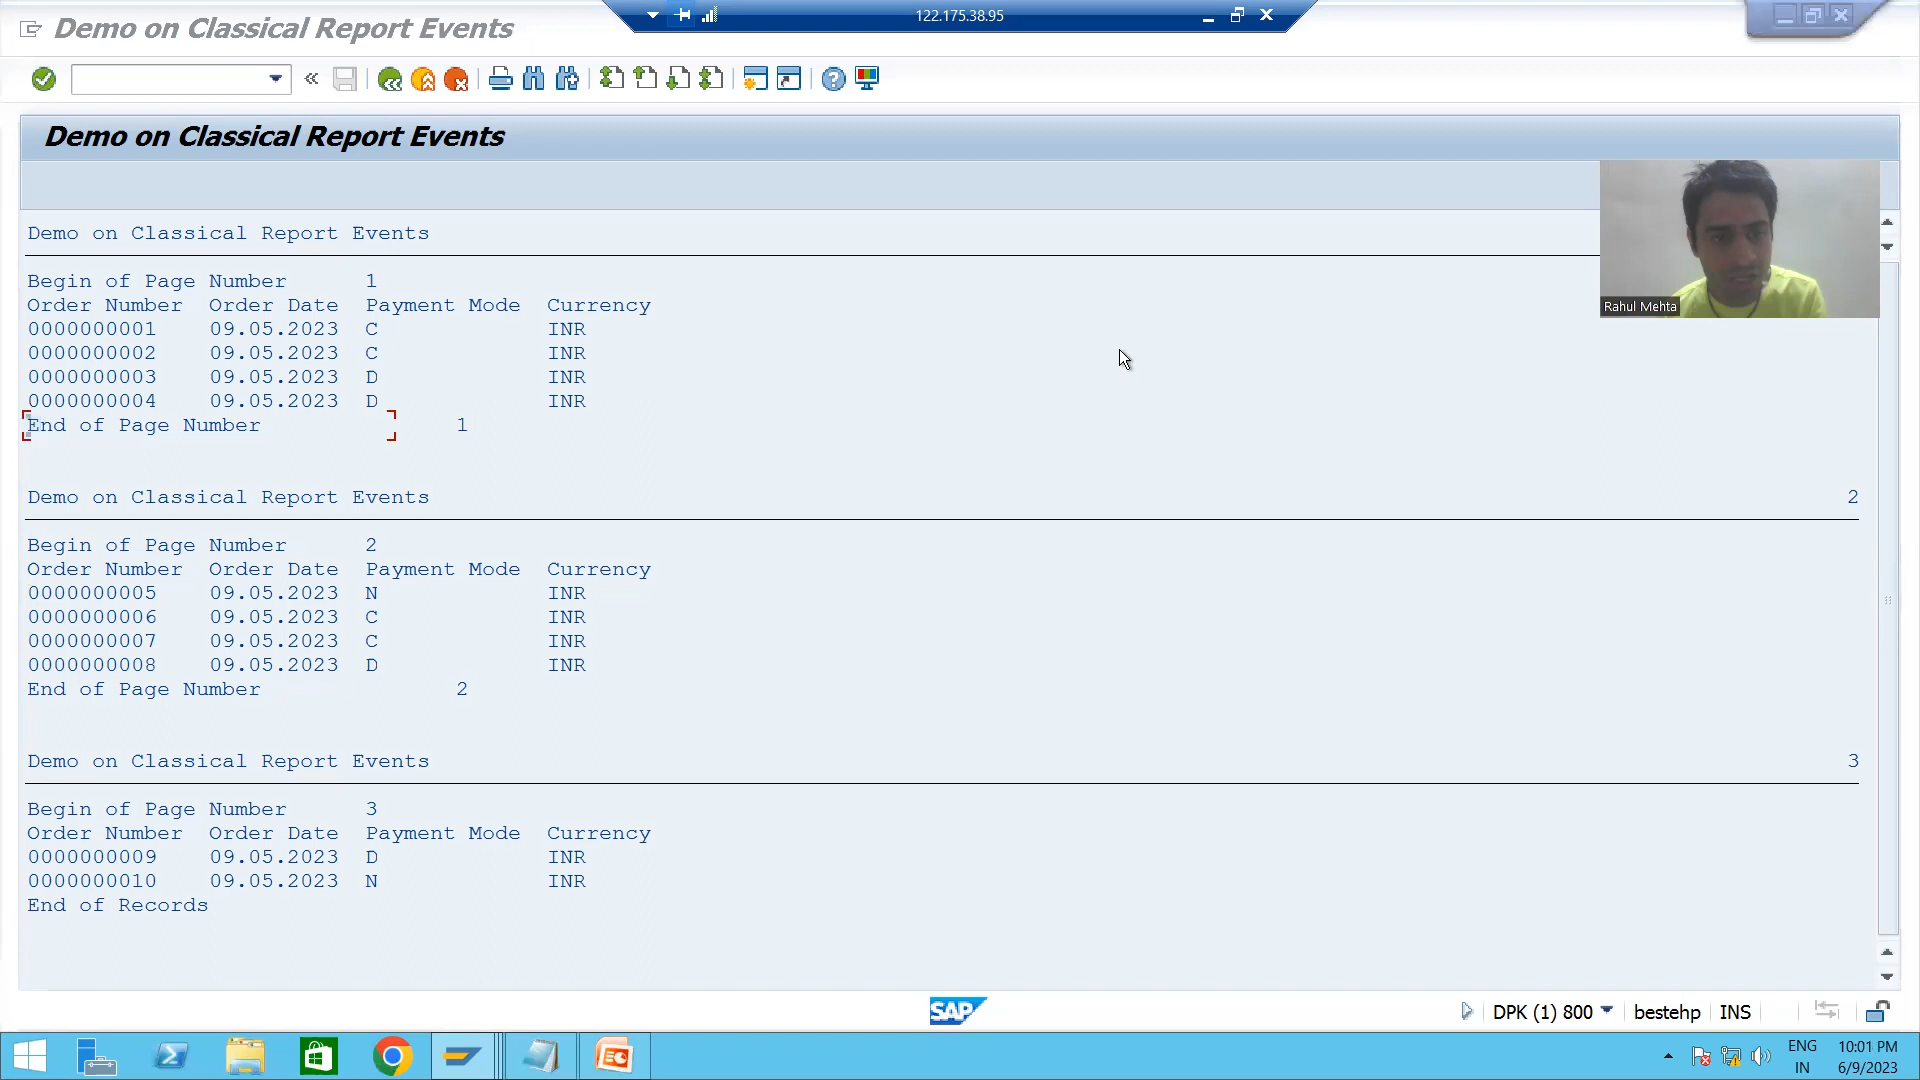 Demo on Classical Report Events
122.175.38.95
Demo on Classical Report Events
Demo on Classical Report Events
Begin of Page Number 1
Order Number Order Date Payment Mode Currency
0000000001 09.05.2023 C INR
0000000002 09.05.2023 C INR
0000000003 09.05.2023 D INR
0000000004 09.05.2023 D INR
End of Page Number 1
Rahul Mehta
Demo on Classical Report Events 2
Begin of Page Number 2
Order Number Order Date Payment Mode Currency
0000000005 09.05.2023 N INR
0000000006 09.05.2023 C INR
0000000007 09.05.2023 C INR
0000000008 09.05.2023 D INR
End of Page Number 2
Demo on Classical Report Events 3
Begin of Page Number 3
Order Number Order Date Payment Mode Currency
0000000009 09.05.2023 D INR
0000000010 09.05.2023 N INR
End of Records
SAP
DPK (1) 800 bestehp INS
ENG 10:01 PM
IN 6/9/2023